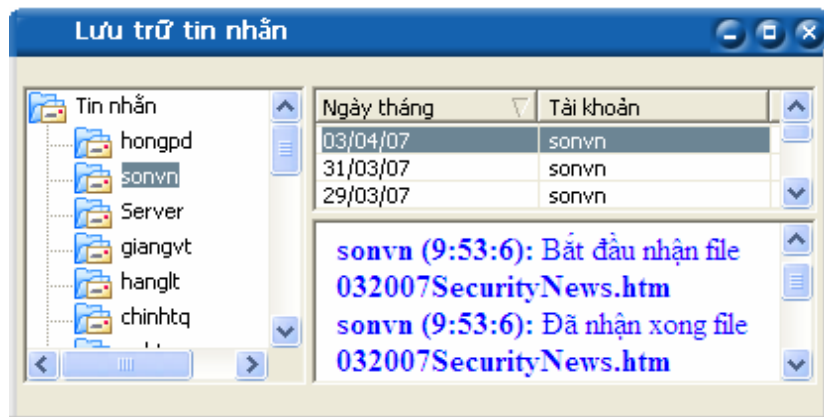 Lưu trữ tin nhắn
Tin nhắn
hongpd
sonvn
Server
giangvt
hanglt
chinhtq
Ngày tháng Tài khoản
03/04/07 sonvn
31/03/07 sonvn
29/03/07 sonvn
sonvn (9:53:6): Bắt đầu nhận file
032007SecurityNews.htm
sonvn (9:53:6): Đã nhận xong file
032007SecurityNews.htm